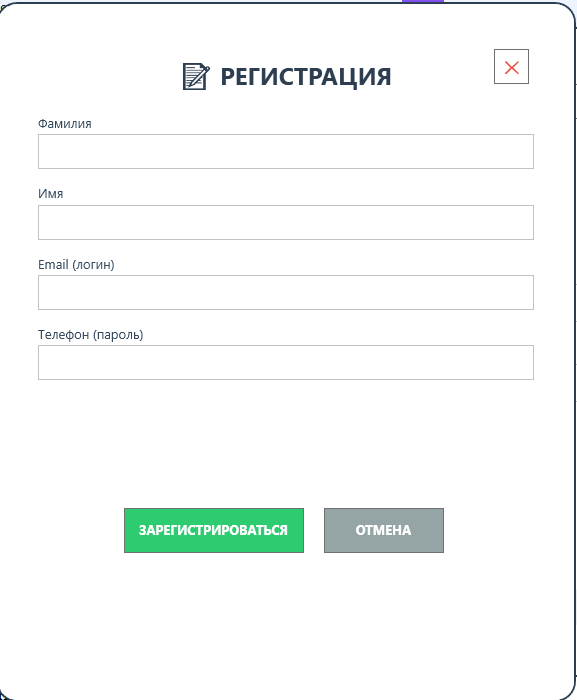 РЕГИСТРАЦИЯ
Фамилия
Имя
Email (логин)
Телефон (пароль)
ЗАРЕГИСТРИРОВАТЬСЯ
ОТМЕНА